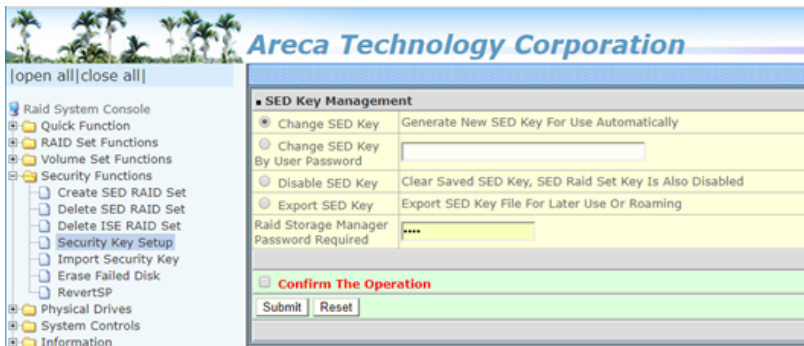 Areca Technology Corporation
|open all|close all|
Raid System Console
Quick Function
RAID Set Functions
Volume Set Functions
Security Functions
Create SED RAID Set
Delete SED RAID Set
Delete ISE RAID Set
Security Key Setup
Import Security Key
Erase Failed Disk
RevertSP
Physical Drives
System Controls
Information
▪ SED Key Management
Change SED Key Generate New SED Key For Use Automatically
Change SED Key
By User Password
Disable SED Key Clear Saved SED Key, SED Raid Set Key Is Also Disabled
Export SED Key Export SED Key File For Later Use Or Roaming
Raid Storage Manager
Password Required ••••
Confirm The Operation
Submit Reset